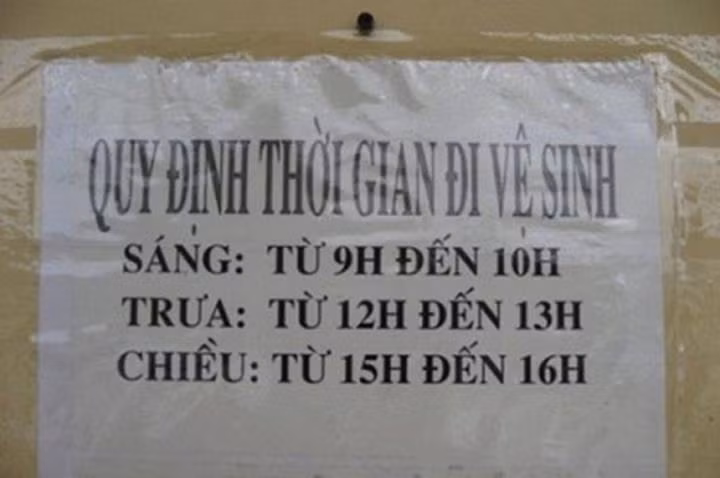 QUY ĐỊNH THỜI GIAN ĐI VỆ SINH
SÁNG: TỪ 9H ĐẾN 10H
TRƯA: TỪ 12H ĐẾN 13H
CHIỀU: TỪ 15H ĐẾN 16H